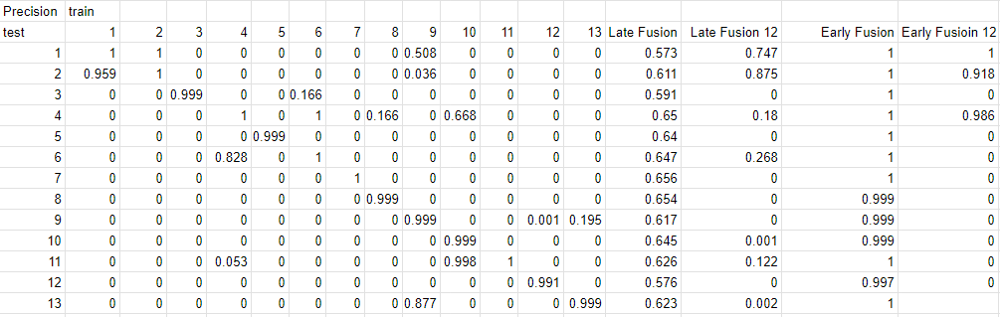 Precision train
test 1 2 3 4 5 6 7 8 9 10 11 12 13 Late Fusion Late Fusion 12 Early Fusion Early Fusioin 12
1 1 1 0 0 0 0 0 0 0.508 0 0 0 0 0.573 0.747 1 1
2 0.959 1 0 0 0 0 0 0 0.036 0 0 0 0 0.611 0.875 1 0.918
3 0 0 0.999 0 0 0.166 0 0 0 0 0 0 0 0.591 0 1 0
4 0 0 0 1 0 1 0 0.166 0 0.668 0 0 0 0.65 0.18 1 0.986
5 0 0 0 0 0.999 0 0 0 0 0 0 0 0 0.64 0 1 0
6 0 0 0 0.828 0 1 0 0 0 0 0 0 0 0.647 0.268 1 0
7 0 0 0 0 0 0 1 0 0 0 0 0 0 0.656 0 1 0
8 0 0 0 0 0 0 0 0.999 0 0 0 0 0 0.654 0 0.999 0
9 0 0 0 0 0 0 0 0 0.999 0 0 0.001 0.195 0.617 0 0.999 0
10 0 0 0 0 0 0 0 0 0 0.999 0 0 0 0.645 0.001 0.999 0
11 0 0 0 0.053 0 0 0 0 0 0.998 1 0 0 0.626 0.122 1 0
12 0 0 0 0 0 0 0 0 0 0 0 0.991 0 0.576 0 0.997 0
13 0 0 0 0 0 0 0 0 0.877 0 0 0 0.999 0.623 0.002 1